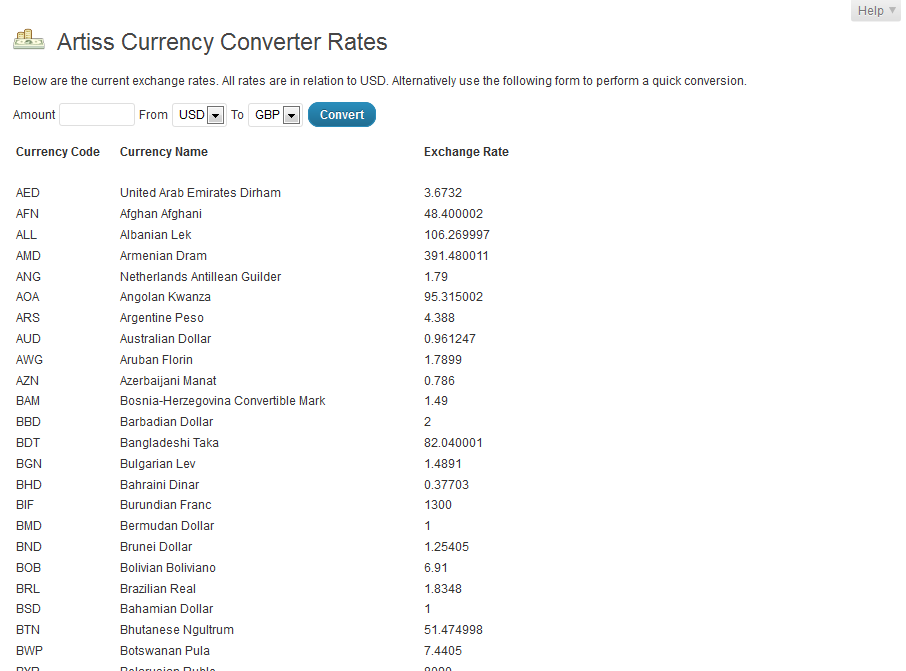 Help
Artiss Currency Converter Rates
Below are the current exchange rates. All rates are in relation to USD. Alternatively use the following form to perform a quick conversion.
Amount From USD To GBP Convert
Currency Code Currency Name Exchange Rate
AED United Arab Emirates Dirham 3.6732
AFN Afghan Afghani 48.400002
ALL Albanian Lek 106.269997
AMD Armenian Dram 391.480011
ANG Netherlands Antillean Guilder 1.79
AOA Angolan Kwanza 95.315002
ARS Argentine Peso 4.388
AUD Australian Dollar 0.961247
AWG Aruban Florin 1.7899
AZN Azerbaijani Manat 0.786
BAM Bosnia-Herzegovina Convertible Mark 1.49
BBD Barbadian Dollar 2
BDT Bangladeshi Taka 82.040001
BGN Bulgarian Lev 1.4891
BHD Bahraini Dinar 0.37703
BIF Burundian Franc 1300
BMD Bermudan Dollar 1
BND Brunei Dollar 1.25405
BOB Bolivian Boliviano 6.91
BRL Brazilian Real 1.8348
BSD Bahamian Dollar 1
BTN Bhutanese Ngultrum 51.474998
BWP Botswanan Pula 7.4405